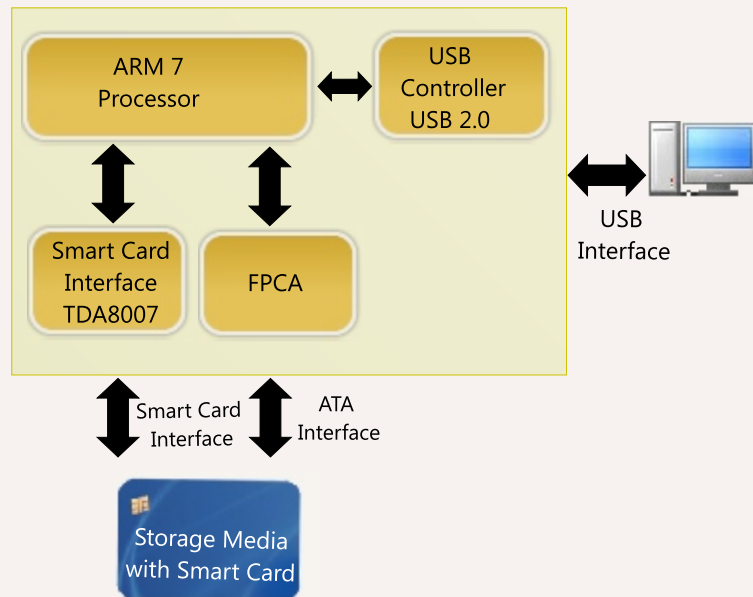 ARM 7
Processor
USB
Controller
USB 2.0
Smart Card
Interface
TDA8007
FPCA
USB
Interface
Smart Card
Interface
ATA
Interface
Storage Media
with Smart Card